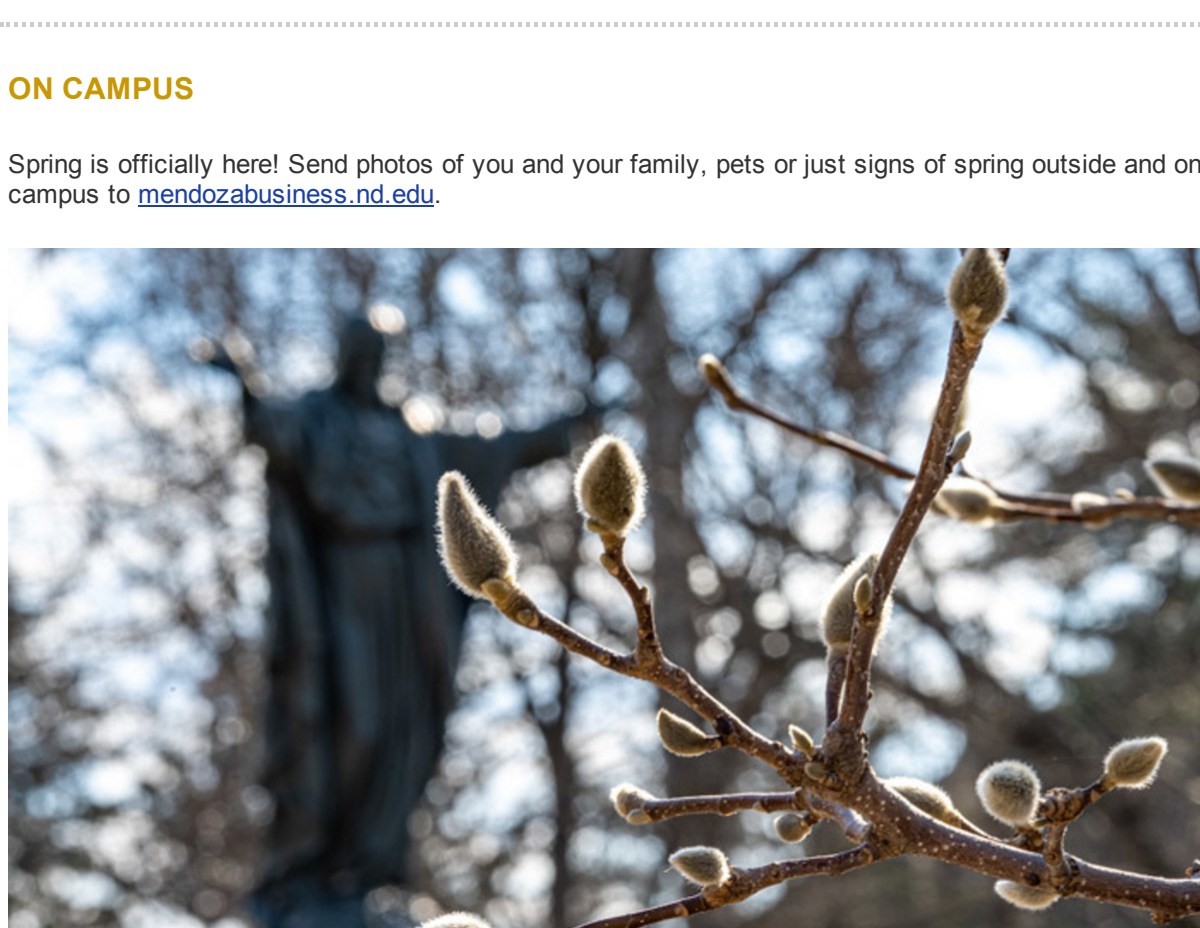 ON CAMPUS
Spring is officially here! Send photos of you and your family, pets or just signs of spring outside and on
campus to mendozabusiness.nd.edu.